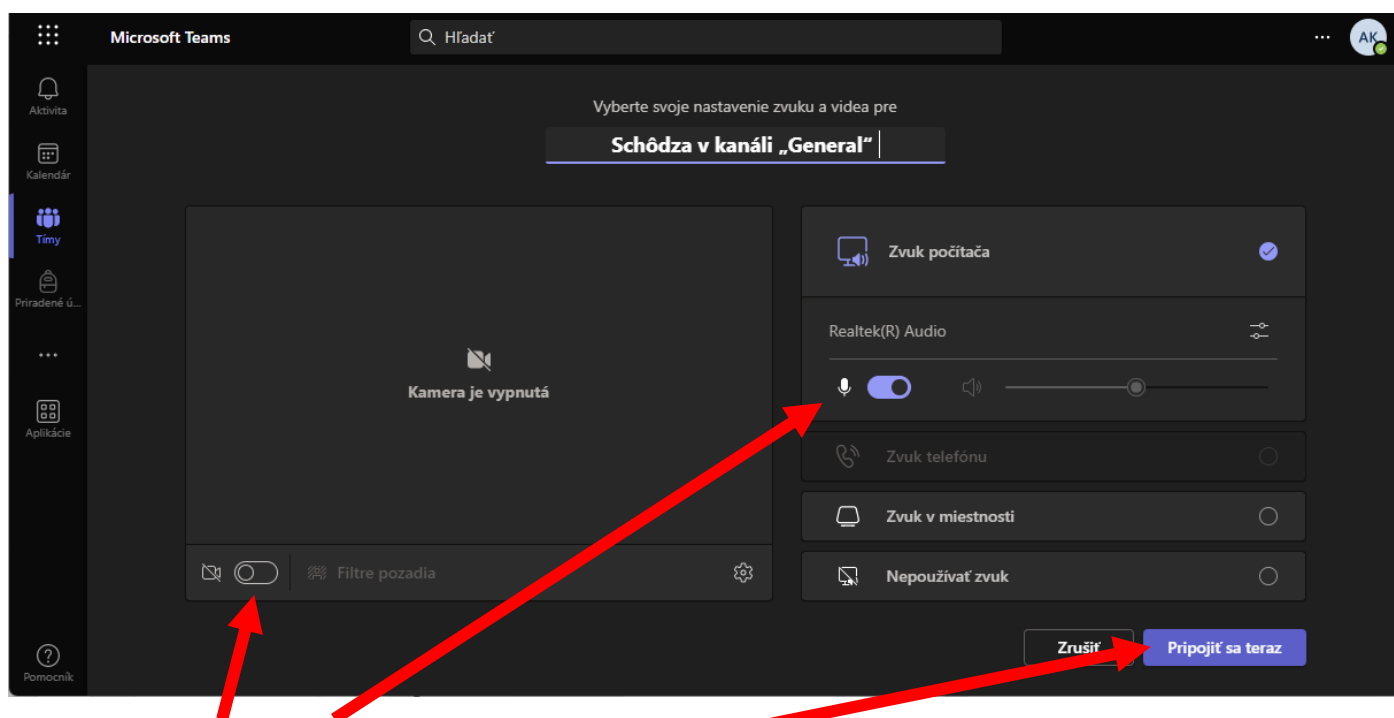 Microsoft Teams
Hľadať
AK
Aktivita
Kalendár
Tímy
Priradené ú...
Aplikácie
Pomocník
Vyberte svoje nastavenie zvuku a videa pre
Schôdza v kanáli „General“
Kamera je vypnutá
Filtre pozadia
Zvuk počítača
Realtek(R) Audio
Zvuk telefónu
Zvuk v miestnosti
Nepoužívať zvuk
Zrušiť
Pripojiť sa teraz